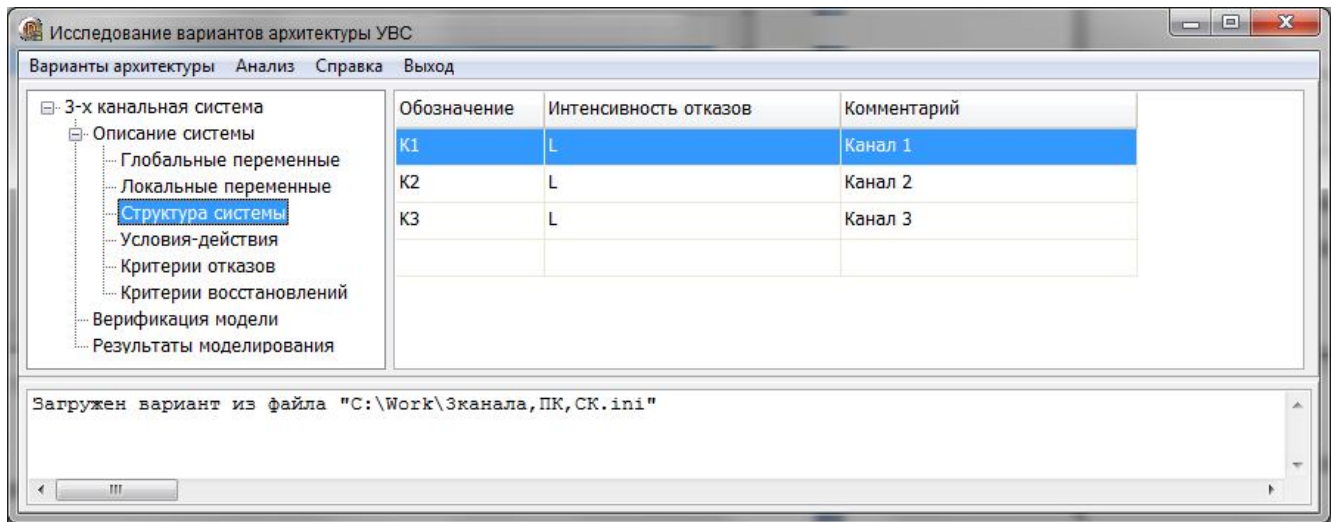 Исследование вариантов архитектуры УВС
Варианты архитектуры Анализ Справка Выход
3-х канальная система
Описание системы
Глобальные переменные
Локальные переменные
Структура системы
Условия-действия
Критерии отказов
Критерии восстановлений
Верификация модели
Результаты моделирования
Обозначение Интенсивность отказов Комментарий
К1 L Канал 1
К2 L Канал 2
К3 L Канал 3
Загружен вариант из файла "C:\Work\3канала,ПК,СК.ini"